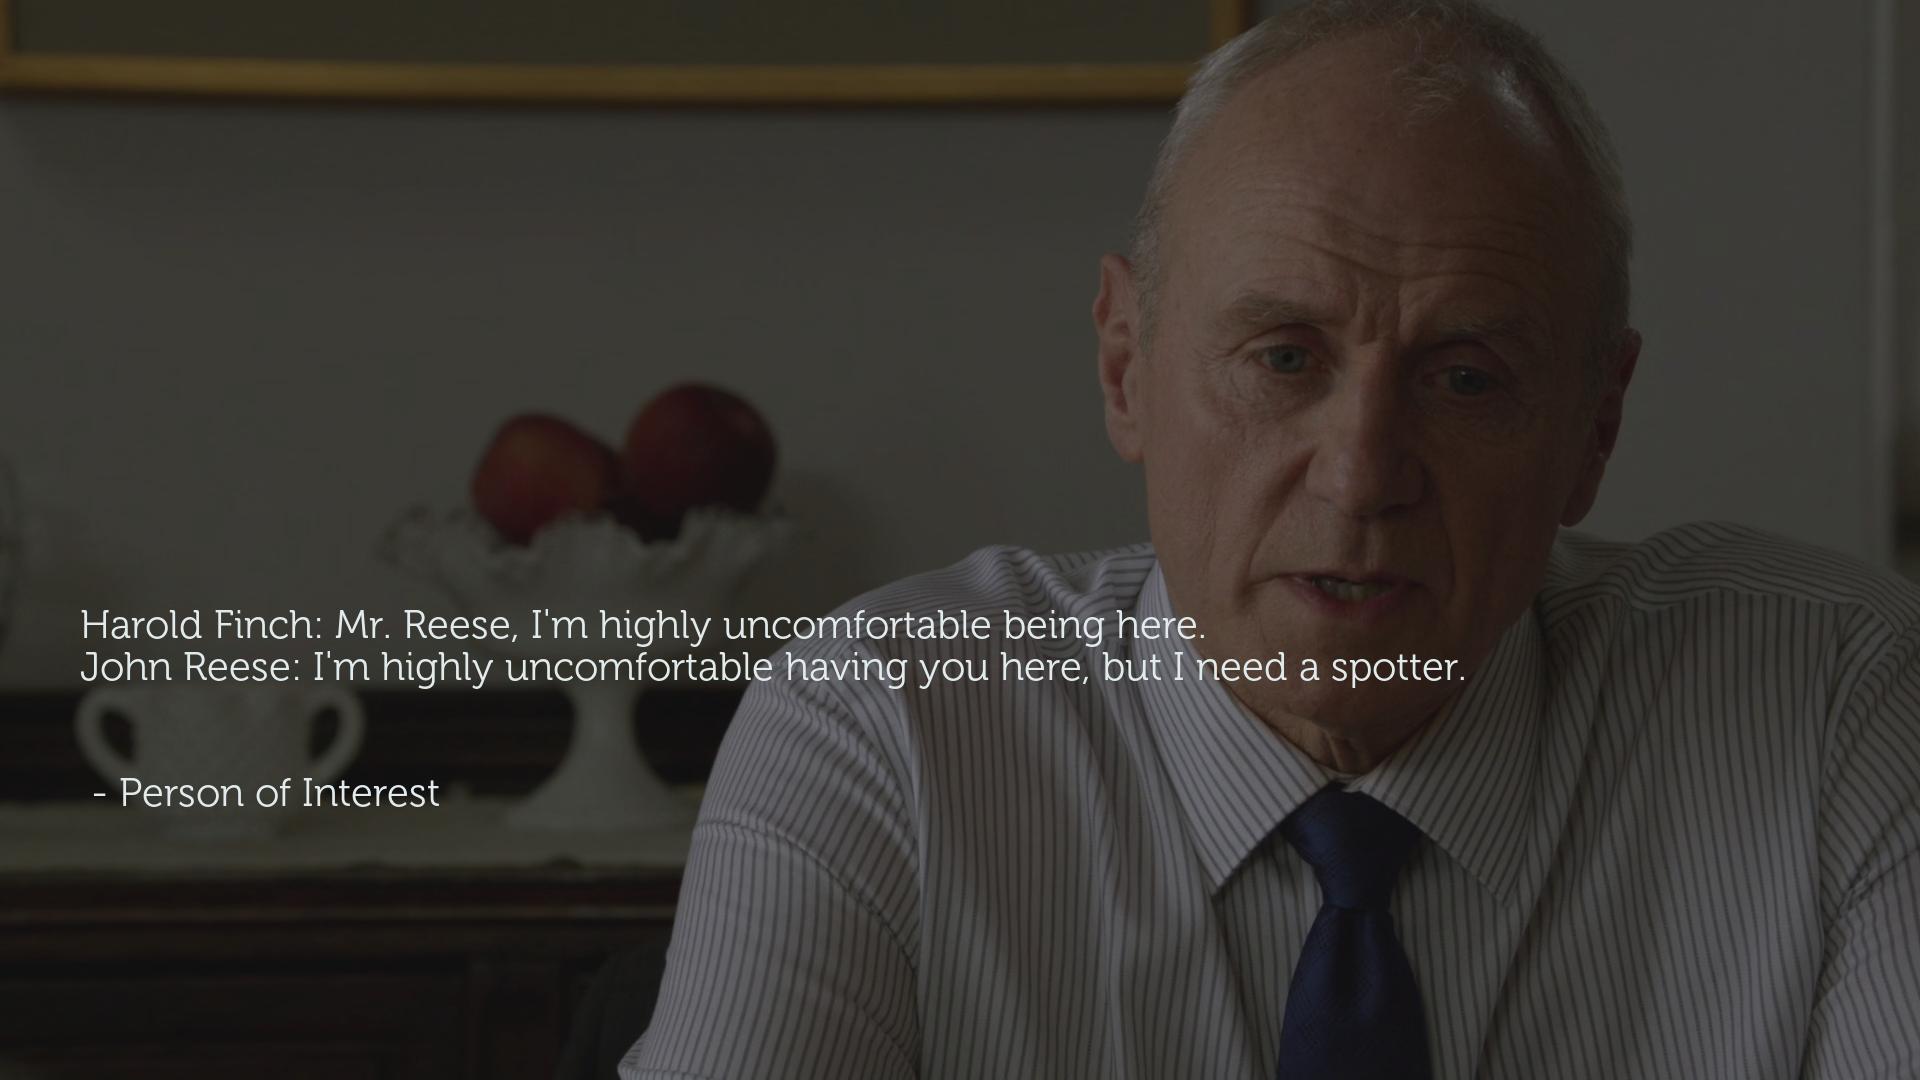 Harold Finch: Mr. Reese, I'm highly uncomfortable being here.
John Reese: I'm highly uncomfortable having you here, but I need a spotter.
- Person of Interest